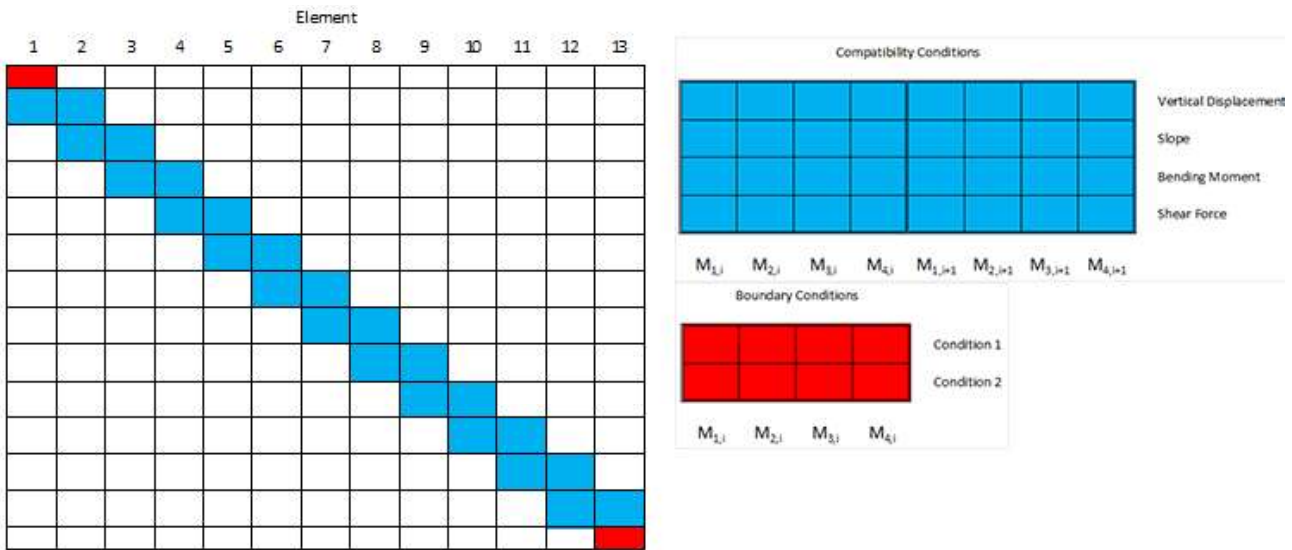 Element
1 2 3 4 5 6 7 8 9 10 11 12 13
Compatibility Conditions
Vertical Displacement
Slope
Bending Moment
Shear Force
M1,i M2,i M3,i M4,i M1,i+1 M2,i+1 M3,i+1 M4,i+1
Boundary Conditions
Condition 1
Condition 2
M1,i M2,i M3,i M4,i